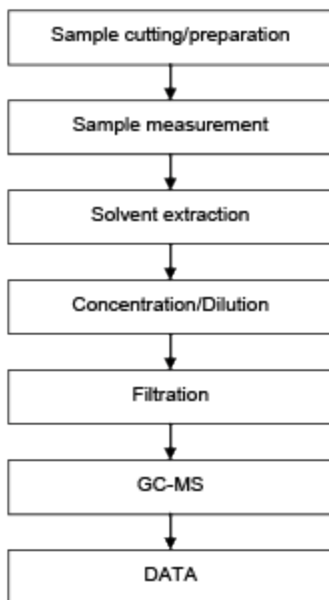 Sample cutting/preparation
Sample measurement
Solvent extraction
Concentration/Dilution
Filtration
GC-MS
DATA